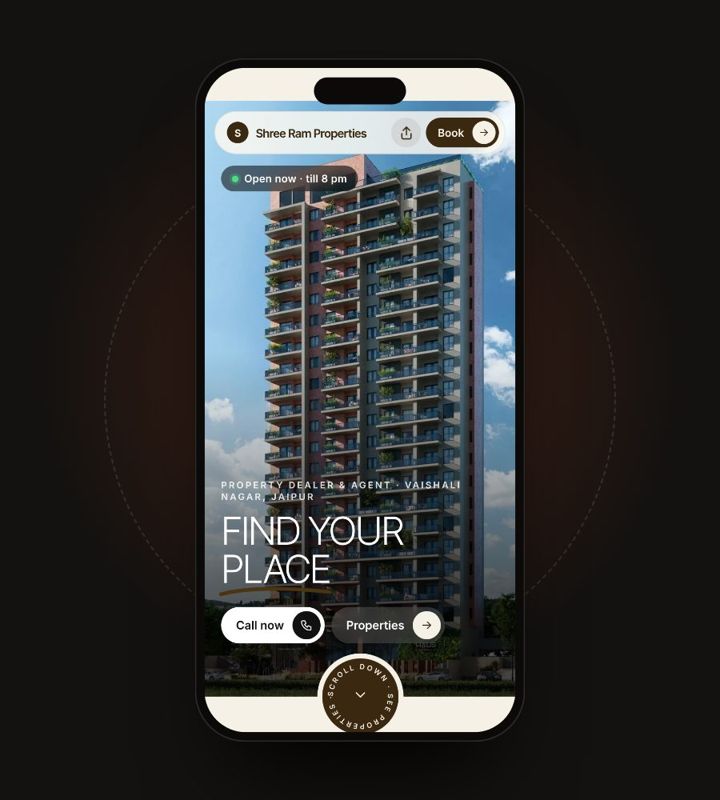 S Shree Ram Properties Book
Open now · till 8 pm
PROPERTY DEALER & AGENT · VAISHALI
NAGAR, JAIPUR
FIND YOUR
PLACE
Call now Properties
SCROLL DOWN · SEE PROPERTIES ·